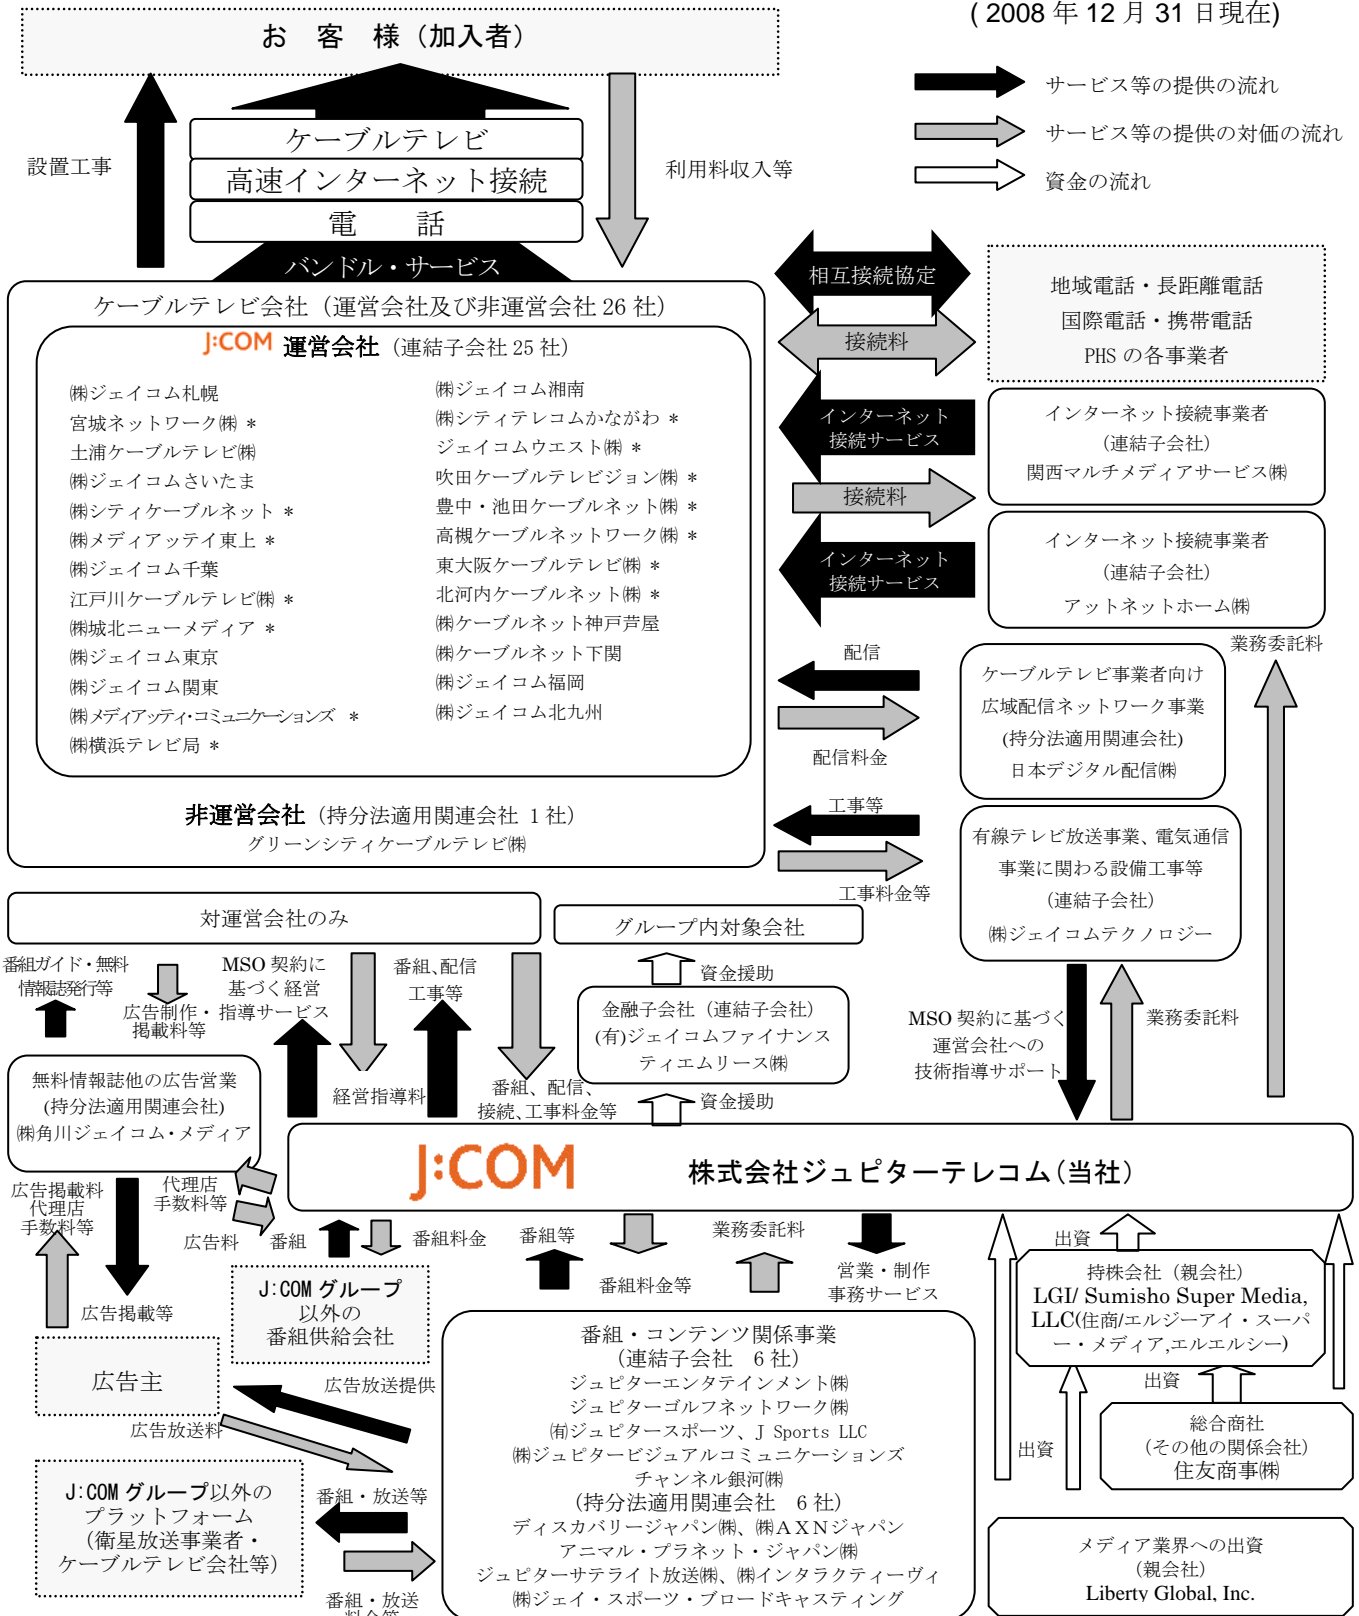 ( 2008 年 12 月 31 日現在)
お 客 様（加入者）
サービス等の提供の流れ
サービス等の提供の対価の流れ
資金の流れ
設置工事
ケーブルテレビ
高速インターネット接続
電 話
バンドル・サービス
利用料収入等
ケーブルテレビ会社（運営会社及び非運営会社 26 社）
J:COM 運営会社（連結子会社 25 社）
㈱ジェイコム札幌
宮城ネットワーク㈱ *
土浦ケーブルテレビ㈱
㈱ジェイコムさいたま
㈱シティケーブルネット *
㈱メディアッテイ東上 *
㈱ジェイコム千葉
江戸川ケーブルテレビ㈱ *
㈱城北ニューメディア *
㈱ジェイコム東京
㈱ジェイコム関東
㈱メディアッティ・コミュニケーションズ *
㈱横浜テレビ局 *
㈱ジェイコム湘南
㈱シティテレコムかながわ *
ジェイコムウエスト㈱ *
吹田ケーブルテレビジョン㈱ *
豊中・池田ケーブルネット㈱ *
高槻ケーブルネットワーク㈱ *
東大阪ケーブルテレビ㈱ *
北河内ケーブルネット㈱ *
㈱ケーブルネット神戸芦屋
㈱ケーブルネット下関
㈱ジェイコム福岡
㈱ジェイコム北九州
非運営会社（持分法適用関連会社 1 社）
グリーンシティケーブルテレビ㈱
相互接続協定
接続料
地域電話・長距離電話
国際電話・携帯電話
PHS の各事業者
インターネット
接続サービス
接続料
インターネット接続事業者
（連結子会社）
関西マルチメディアサービス㈱
インターネット
接続サービス
インターネット接続事業者
（連結子会社）
アットネットホーム㈱
業務委託料
配信
配信料金
ケーブルテレビ事業者向け
広域配信ネットワーク事業
(持分法適用関連会社)
日本デジタル配信㈱
工事等
工事料金等
有線テレビ放送事業、電気通信
事業に関わる設備工事等
（連結子会社）
㈱ジェイコムテクノロジー
対運営会社のみ
グループ内対象会社
番組ガイド・無料
情報誌発行等
広告制作・
掲載料等
MSO 契約に
基づく経営
指導サービス
経営指導料
番組、配信
工事等
番組、配信、
接続、工事料金等
資金援助
金融子会社（連結子会社）
(有)ジェイコムファイナンス
ティエムリース㈱
資金援助
MSO 契約に基づく
運営会社への
技術指導サポート
業務委託料
無料情報誌他の広告営業
(持分法適用関連会社)
㈱角川ジェイコム・メディア
J:COM 株式会社ジュピターテレコム(当社)
広告掲載料
代理店
手数料等
代理店
手数料等
広告料
広告掲載等
番組
番組料金
番組等
番組料金等
業務委託料
営業・制作
事務サービス
出資
J:COM グループ
以外の
番組供給会社
持株会社（親会社）
LGI/ Sumisho Super Media,
LLC(住商/エルジーアイ・スーパ
ー・メディア,エルエルシー)
出資
出資
総合商社
（その他の関係会社）
住友商事㈱
メディア業界への出資
（親会社）
Liberty Global, Inc.
広告主
広告放送提供
広告放送料
J:COM グループ以外の
プラットフォーム
（衛星放送事業者・
ケーブルテレビ会社等）
番組・放送等
番組・放送
料金等
番組・コンテンツ関係事業
（連結子会社 6 社）
ジュピターエンタテインメント㈱
ジュピターゴルフネットワーク㈱
㈲ジュピタースポーツ、J Sports LLC
㈱ジュピタービジュアルコミュニケーションズ
チャンネル銀河㈱
（持分法適用関連会社 6 社）
ディスカバリージャパン㈱、㈱ＡＸＮジャパン
アニマル・プラネット・ジャパン㈱
ジュピターサテライト放送㈱、㈱インタラクティーヴィ
㈱ジェイ・スポーツ・ブロードキャスティング